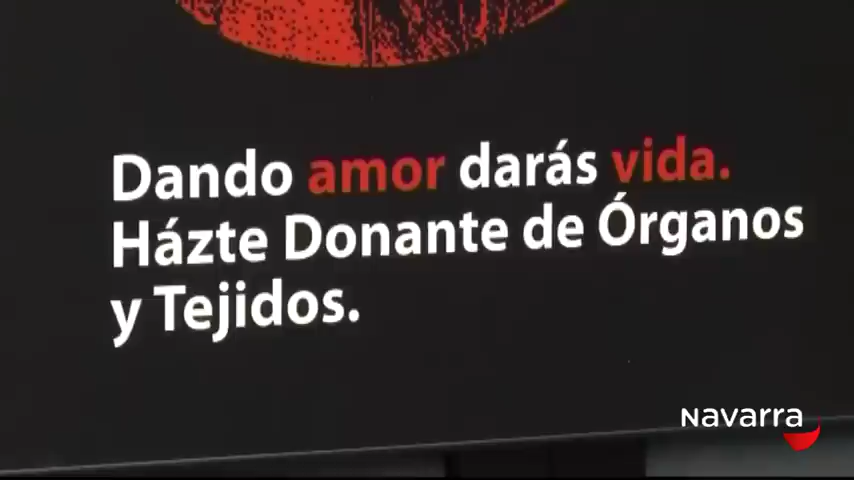 Dando amor darás vida.
Házte Donante de Órganos
y Tejidos.
Navarra